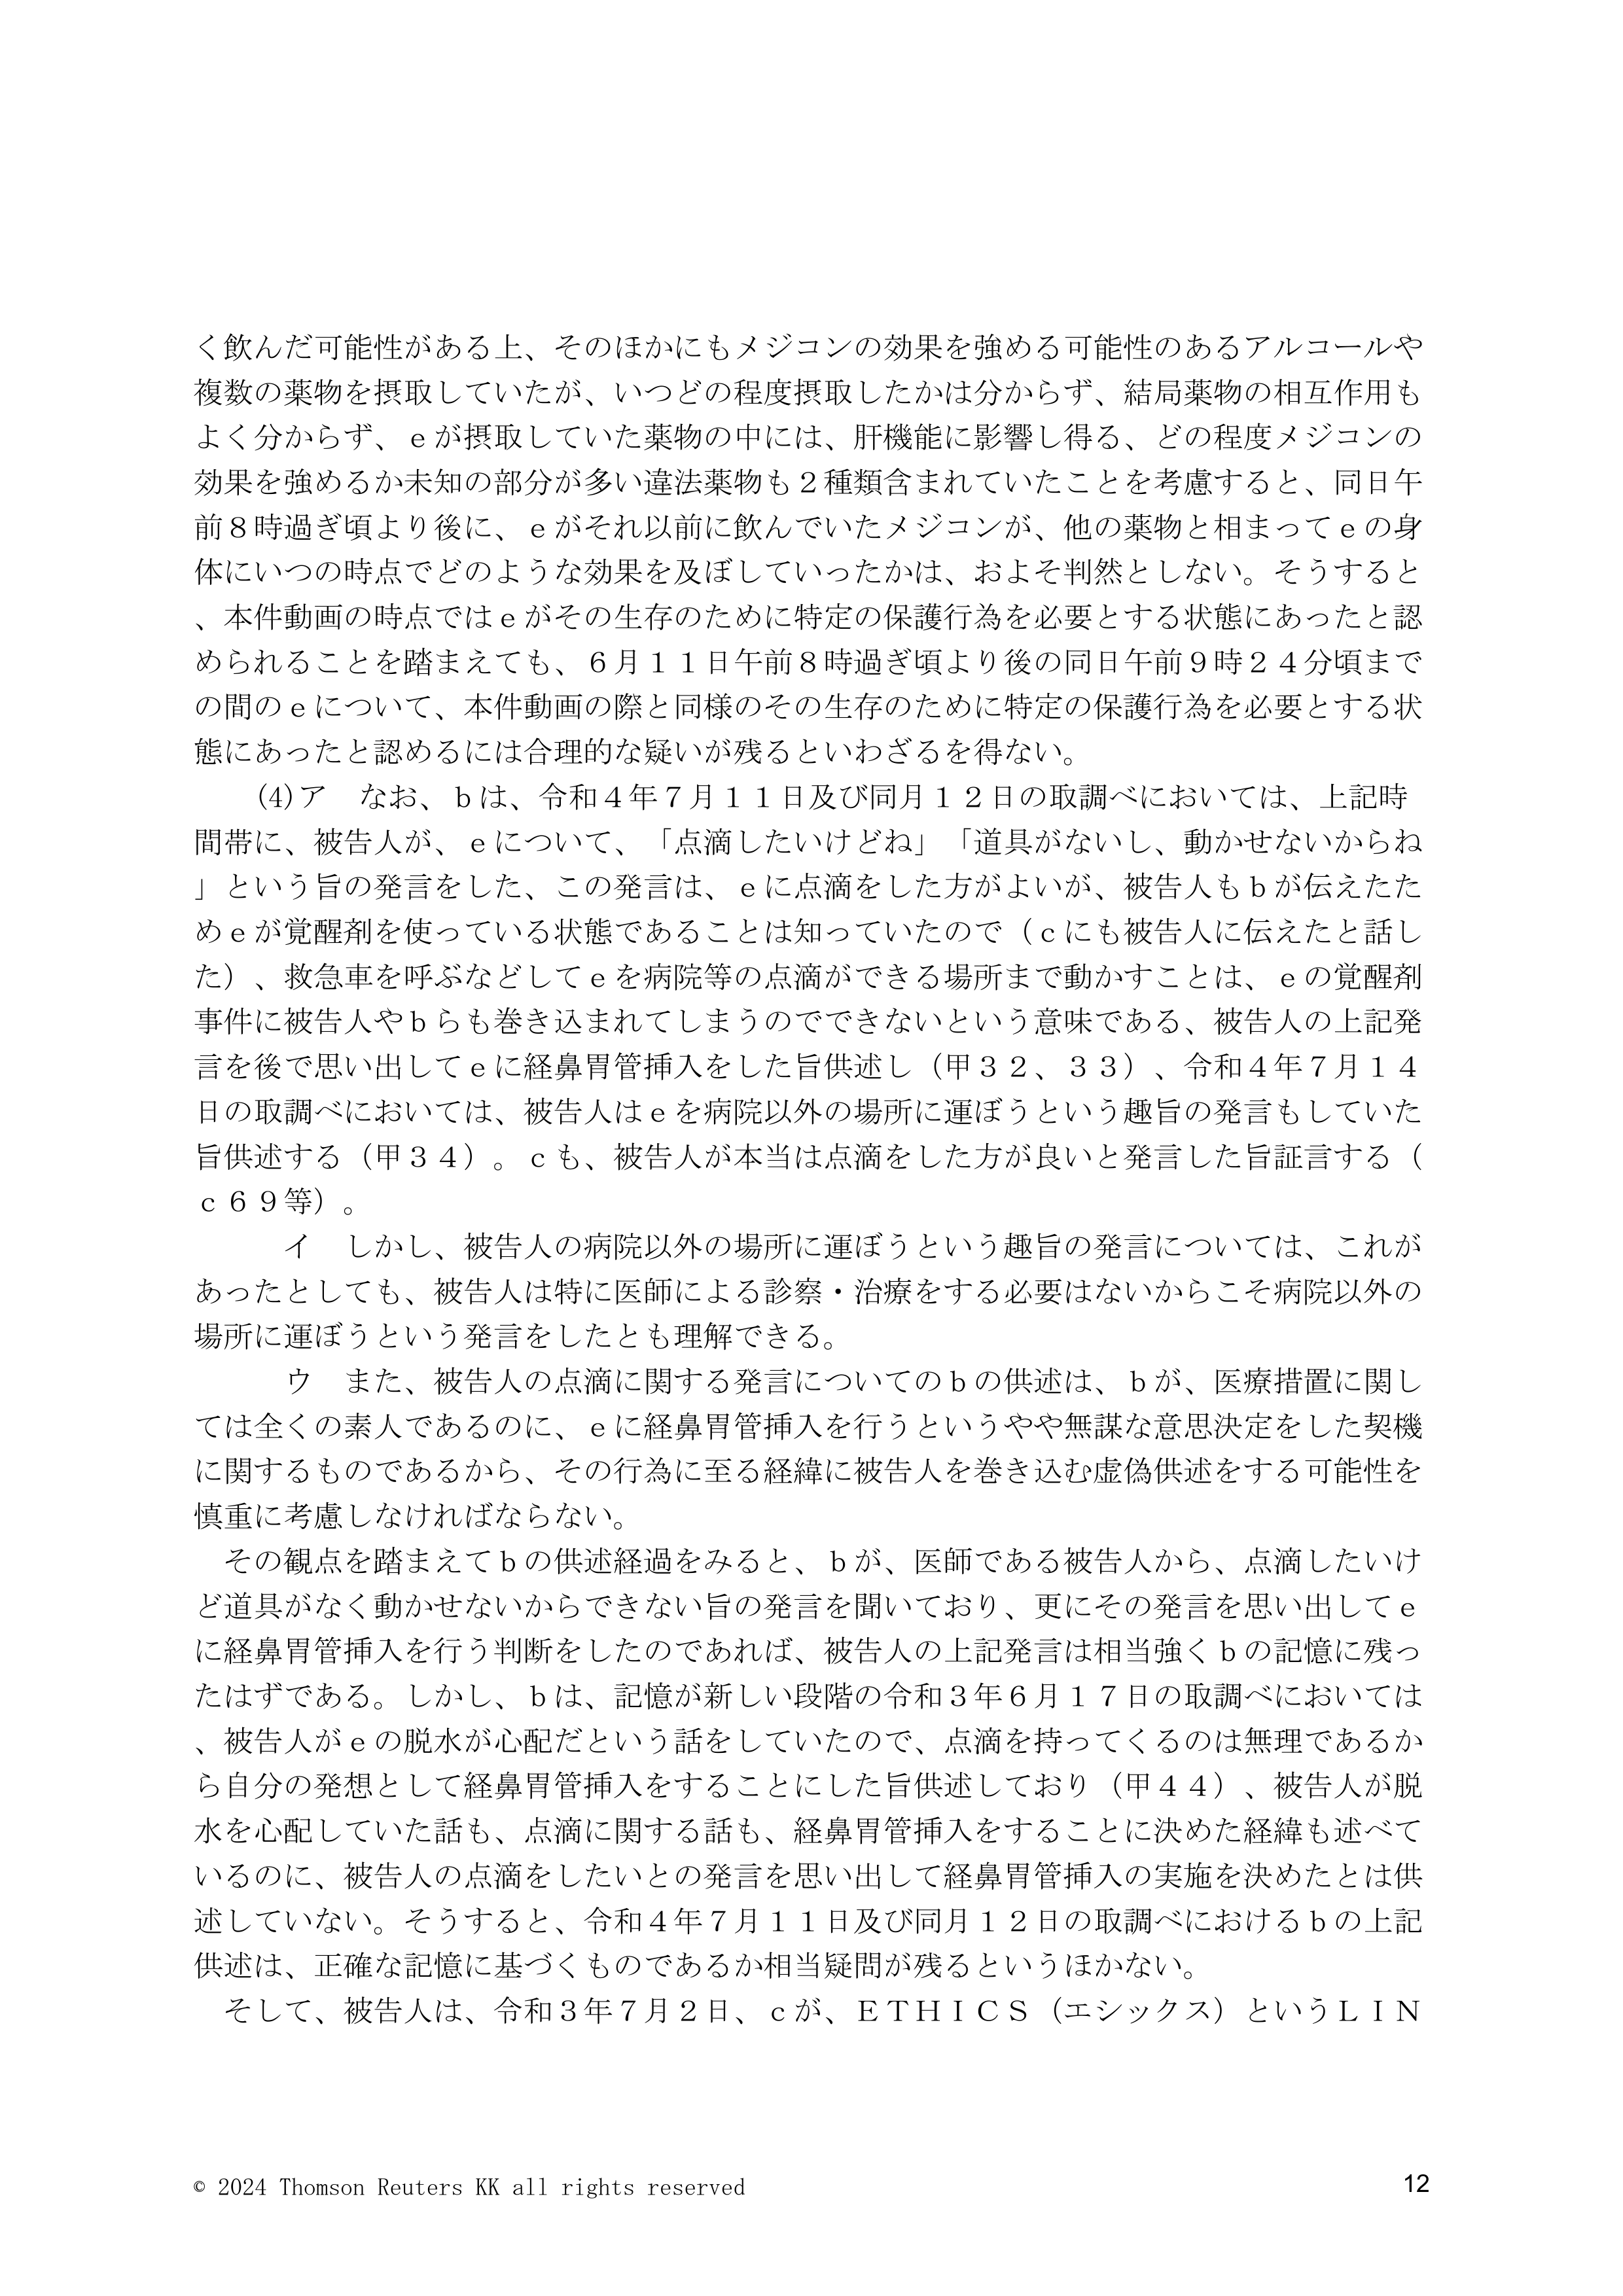 く飲んだ可能性がある上、そのほかにもメジコンの効果を強める可能性のあるアルコールや
複数の薬物を摂取していたが、いつどの程度摂取したかは分からず、結局薬物の相互作用も
よく分からず、ｅが摂取していた薬物の中には、肝機能に影響し得る、どの程度メジコンの
効果を強めるか未知の部分が多い違法薬物も２種類含まれていたことを考慮すると、同日午
前８時過ぎ頃より後に、ｅがそれ以前に飲んでいたメジコンが、他の薬物と相まってｅの身
体にいつの時点でどのような効果を及ぼしていったかは、およそ判然としない。そうすると
、本件動画の時点ではｅがその生存のために特定の保護行為を必要とする状態にあったと認
められることを踏まえても、６月１１日午前８時過ぎ頃より後の同日午前９時２４分頃まで
の間のｅについて、本件動画の際と同様のその生存のために特定の保護行為を必要とする状
態にあったと認めるには合理的な疑いが残るといわざるを得ない。
(4)ア　なお、ｂは、令和４年７月１１日及び同月１２日の取調べにおいては、上記時
間帯に、被告人が、ｅについて、「点滴したいけどね」「道具がないし、動かせないからね
」という旨の発言をした、この発言は、ｅに点滴をした方がよいが、被告人もｂが伝えたた
めｅが覚醒剤を使っている状態であることは知っていたので（ｃにも被告人に伝えたと話し
た）、救急車を呼ぶなどしてｅを病院等の点滴ができる場所まで動かすことは、ｅの覚醒剤
事件に被告人やｂらも巻き込まれてしまうのでできないという意味である、被告人の上記発
言を後で思い出してｅに経鼻胃管挿入をした旨供述し（甲３２、３３）、令和４年７月１４
日の取調べにおいては、被告人はｅを病院以外の場所に運ぼうという趣旨の発言もしていた
旨供述する（甲３４）。ｃも、被告人が本当は点滴をした方が良いと発言した旨証言する（
ｃ６９等）。
イ　しかし、被告人の病院以外の場所に運ぼうという趣旨の発言については、これが
あったとしても、被告人は特に医師による診察・治療をする必要はないからこそ病院以外の
場所に運ぼうという発言をしたとも理解できる。
ウ　また、被告人の点滴に関する発言についてのｂの供述は、ｂが、医療措置に関し
ては全くの素人であるのに、ｅに経鼻胃管挿入を行うというやや無謀な意思決定をした契機
に関するものであるから、その行為に至る経緯に被告人を巻き込む虚偽供述をする可能性を
慎重に考慮しなければならない。
その観点を踏まえてｂの供述経過をみると、ｂが、医師である被告人から、点滴したいけ
ど道具がなく動かせないからできない旨の発言を聞いており、更にその発言を思い出してｅ
に経鼻胃管挿入を行う判断をしたのであれば、被告人の上記発言は相当強くｂの記憶に残っ
たはずである。しかし、ｂは、記憶が新しい段階の令和３年６月１７日の取調べにおいては
、被告人がｅの脱水が心配だという話をしていたので、点滴を持ってくるのは無理であるか
ら自分の発想として経鼻胃管挿入をすることにした旨供述しており（甲４４）、被告人が脱
水を心配していた話も、点滴に関する話も、経鼻胃管挿入をすることに決めた経緯も述べて
いるのに、被告人の点滴をしたいとの発言を思い出して経鼻胃管挿入の実施を決めたとは供
述していない。そうすると、令和４年７月１１日及び同月１２日の取調べにおけるｂの上記
供述は、正確な記憶に基づくものであるか相当疑問が残るというほかない。
そして、被告人は、令和３年７月２日、ｃが、ＥＴＨＩＣＳ（エシックス）というＬＩＮ
© 2024 Thomson Reuters KK all rights reserved
12